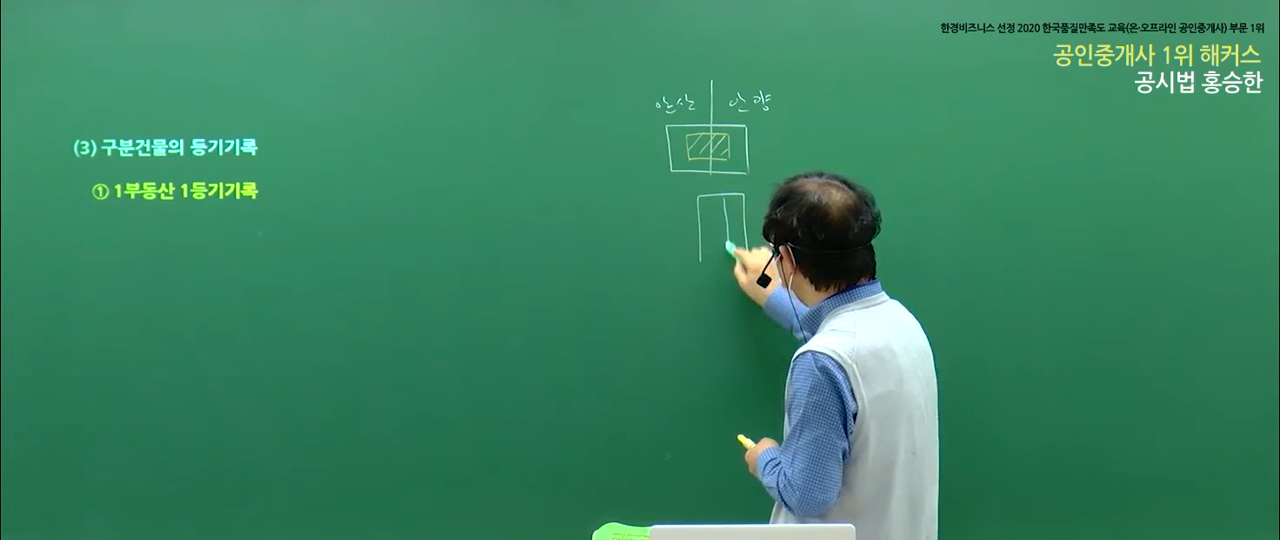 한경비즈니스 선정 2020 한국품질만족도 교육(온·오프라인 공인중개사) 부문 1위
공인중개사 1위 해커스
공시법 홍승한
안산 안양
(3) 구분건물의 등기기록
① 1부동산 1등기기록